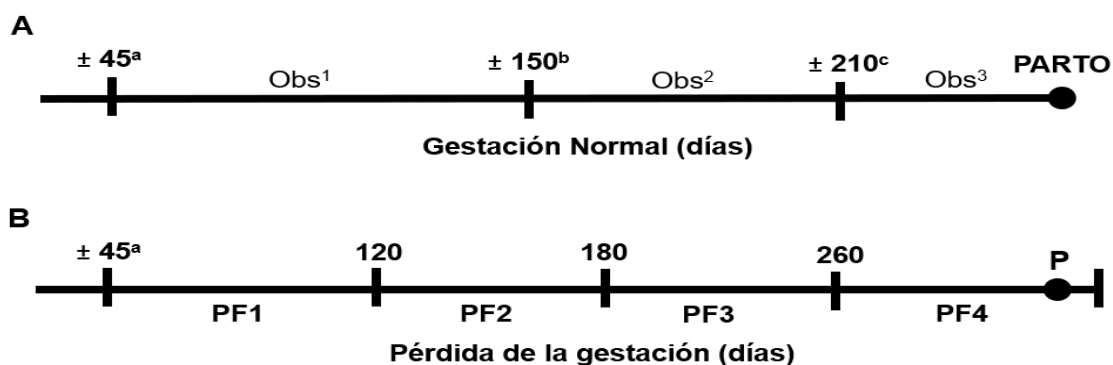 A
± 45ᵃ ± 150ᵇ ± 210ᶜ PARTO
Obs¹ Obs² Obs³
Gestación Normal (días)
B
± 45ᵃ 120 180 260 P
PF1 PF2 PF3 PF4
Pérdida de la gestación (días)